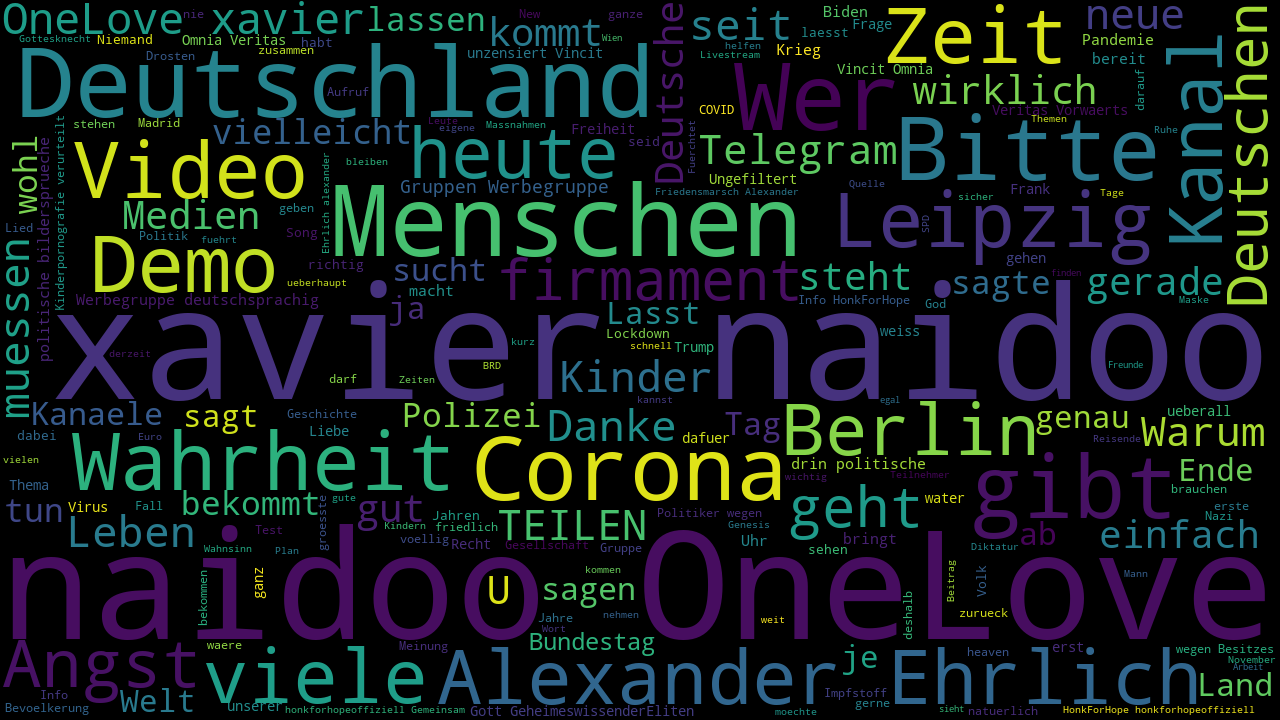 OneLove xavier
lassen
nie
Gottesknecht
Niemand
Omnia Veritas
habt
New
ganze
kommt
Wien
unzensiert Vincit
zusammen
Drosten
Deutschland
Aufruf
Deutsche
seit
Biden
Frage
laesst
helfen
Livestream
Krieg
Zeit
neue
Pandemie
bereit
Kanal
Deutschen
Vincit Omnia
wirklich
darauf
Veritas Vorwaerts
Wer
COVID
Themen
Ruhe
stehen
Madrid
vielleicht
Leute
eigene
Massnahmen
Freiheit
seid
Fuerchtet
Telegram
Bitte
wohl
politische bildersprueche
Kinderpornografie verurteilt
Video
heute
bleiben
Ehrlich alexander
Gruppen Werbegruppe
Ungefiltert
Friedensmarsch Alexander
Quelle
Frank
Tage
sicher
Lied
Medien
geben
Politik
fuehrt
Song
Menschen
Leipzig
SPD
gehen
muessen
Demo
richtig
ueberhaupt
sucht
firmament
steht
sagte
finden
gerade
Maske
Werbegruppe deutschsprachig
macht
ja
Lasst
Info HonkForHope
God
weiss
Lockdown
kurz
schnell
Trump
derzeit
xavier naidoo
BRD
darf
Zeiten
Kinder
kannst
egal
Freunde
Kanaele
sagt
Geschichte
Liebe
Polizei
Danke
dafuer
Tag
Berlin
genau
ueberall
Warum
Reisende
dabei
Euro
vielen
Wahrheit
Corona
drin politische
wichtig
Teilnehmer
gibt
Ende
brauchen
Thema
tun
Virus
Fall
bekommt
gute
groesste
gut
Jahren
Kindern
friedlich
voellig
TEILEN
Politiker wegen
Genesis
geht
water
erste
Nazi
Leben
Wahnsinn
Test
Plan
Recht
Gesellschaft
Gruppe
Uhr
sehen
bringt
ab
Diktatur
einfach
naidoo OneLove
bekommen
ganz
kommen
U
sagen
nehmen
Jahre
Wort
weit
deshalb
Beitrag
Volk
zurueck
Mann
Angst
waere
viele
Meinung
Bundestag
Alexander
je
Ehrlich
heaven
erst
wegen Besitzes
November
Arbeit
Land
Info
Bevoelkerung
Welt
unserer
honkforhopeoffiziell Gemeinsam
Gott GeheimeswissenderEliten
moechte
Impfstoff
gerne
sieht
natuerlich
HonkForHope honkforhopeoffiziell